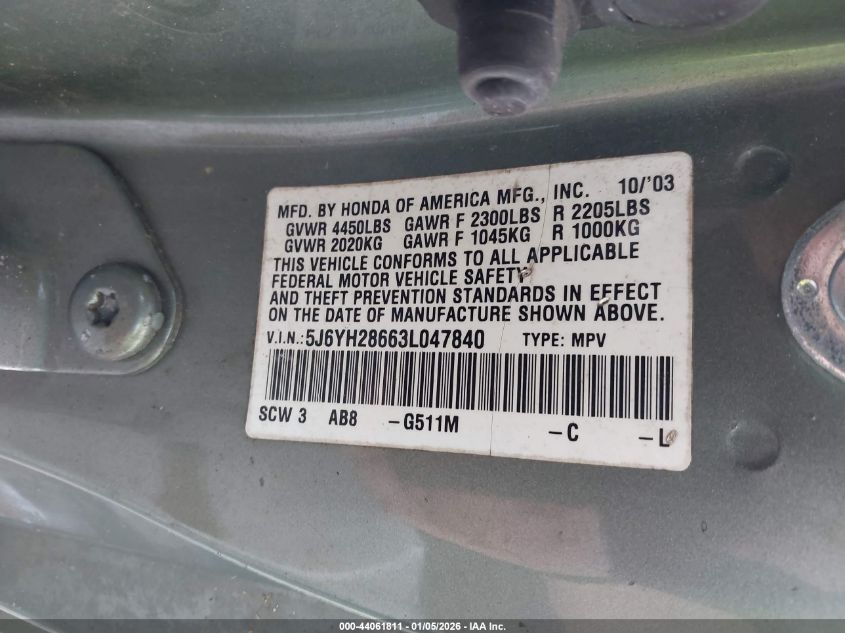 MFD. BY HONDA OF AMERICA MFG., INC. 10/'03
GVWR 4450LBS GAWR F 2300LBS R 2205LBS
GVWR 2020KG GAWR F 1045KG R 1000KG
THIS VEHICLE CONFORMS TO ALL APPLICABLE
FEDERAL MOTOR VEHICLE SAFETY
AND THEFT PREVENTION STANDARDS IN EFFECT
ON THE DATE OF MANUFACTURE SHOWN ABOVE.
V.I.N.:5J6YH28663L047840 TYPE: MPV
SCW 3 AB8 -G511M -C -L
000-44061811 - 01/05/2026 - IAA Inc.